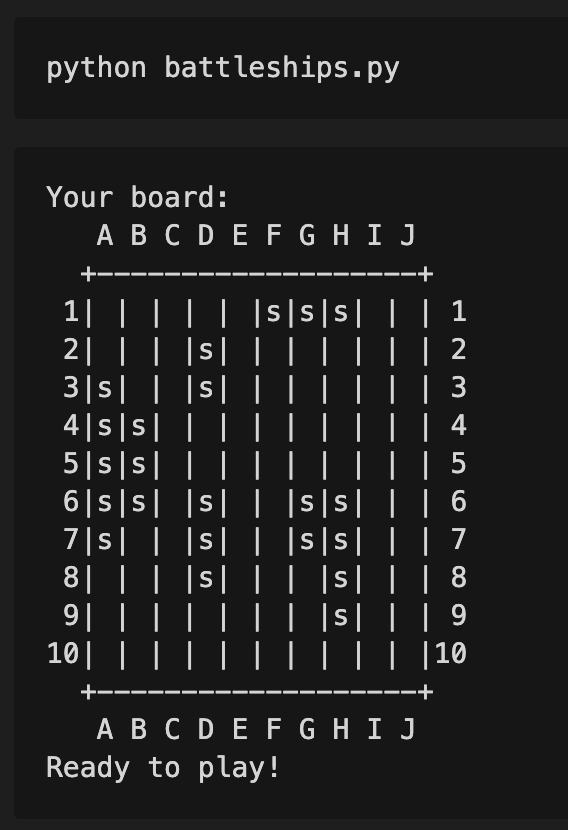 python battleships.py
Your board:
   A B C D E F G H I J
  +-------------------+
 1| | | | | |s|s|s| | | 1
 2| | | |s| | | | | | | 2
 3|s| | |s| | | | | | | 3
 4|s|s| | | | | | | | | 4
 5|s|s| | | | | | | | | 5
 6|s|s| |s| | |s|s| | | 6
 7|s| | |s| | |s|s| | | 7
 8| | | |s| | | |s| | | 8
 9| | | | | | | |s| | | 9
10| | | | | | | | | | |10
  +-------------------+
   A B C D E F G H I J
Ready to play!